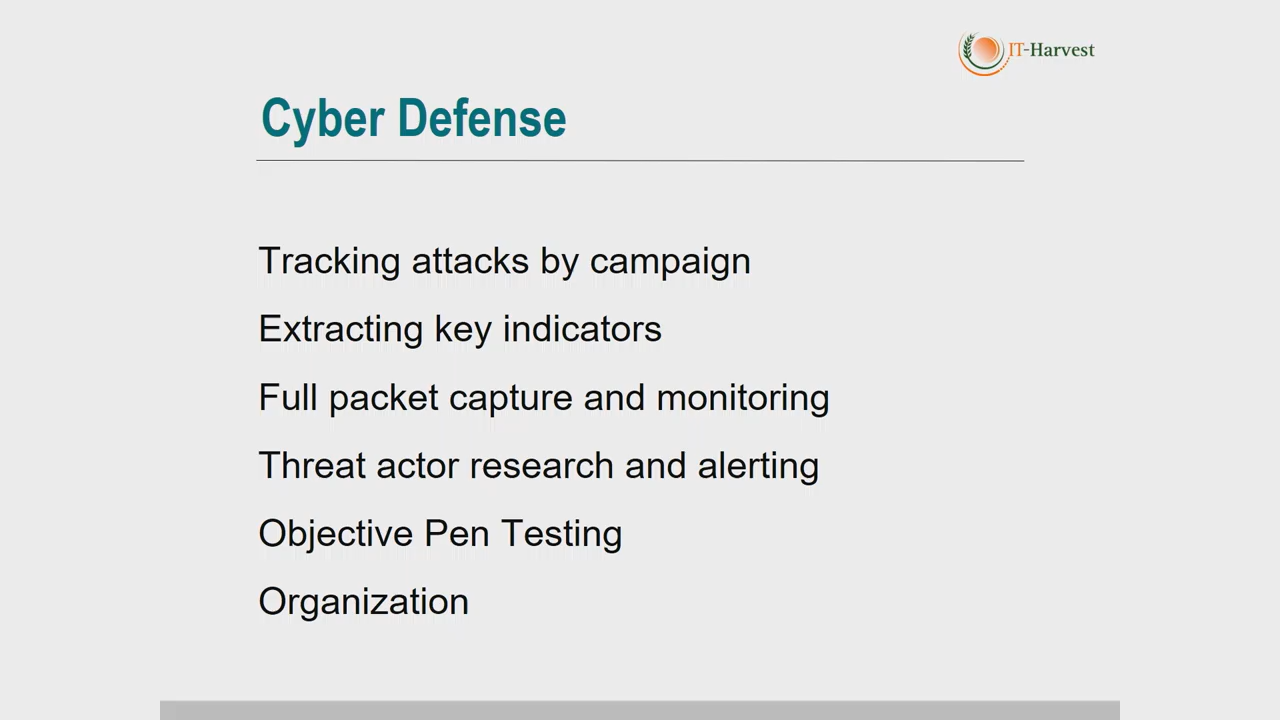 IT-Harvest
Cyber Defense
Tracking attacks by campaign
Extracting key indicators
Full packet capture and monitoring
Threat actor research and alerting
Objective Pen Testing
Organization